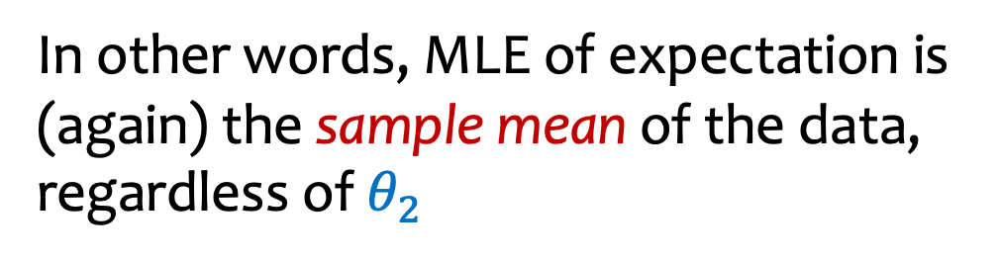 In other words, MLE of expectation is
(again) the sample mean of the data,
regardless of θ₂